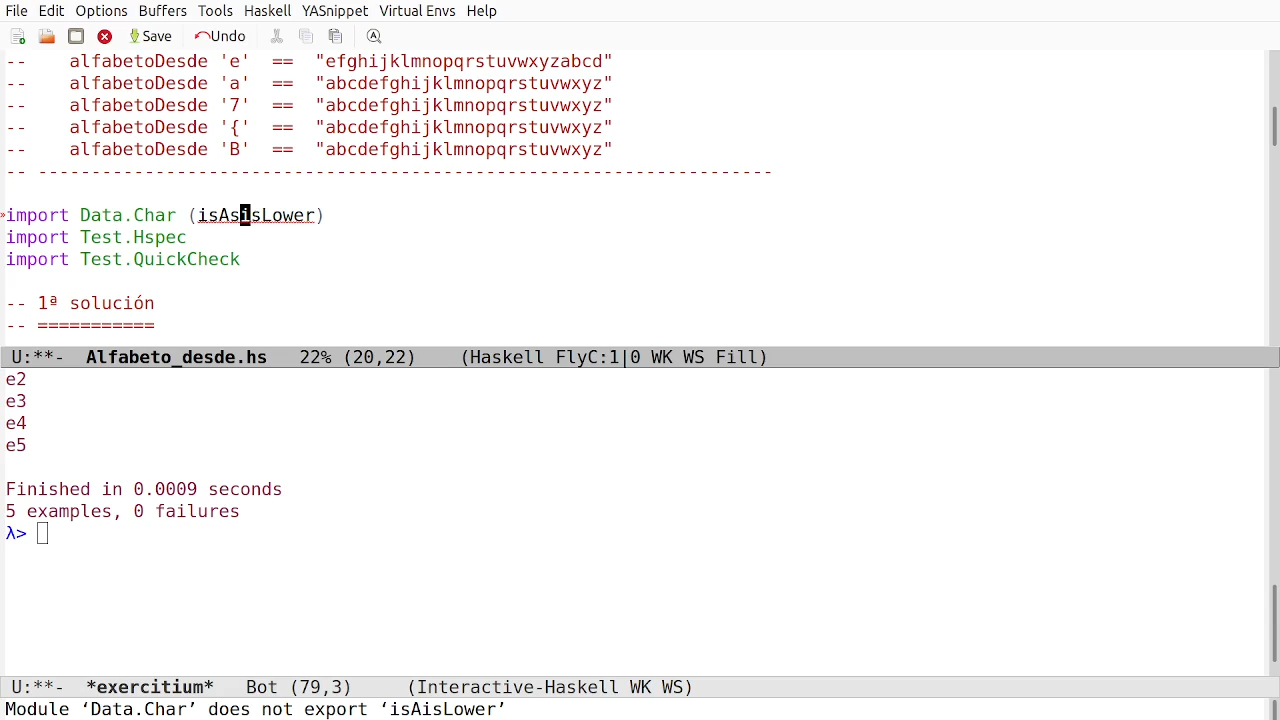 File Edit Options Buffers Tools Haskell YASnippet Virtual Envs Help
Save Undo
--    alfabetoDesde 'e'  ==  "efghijklmnopqrstuvwxyzabcd"
--    alfabetoDesde 'a'  ==  "abcdefghijklmnopqrstuvwxyz"
--    alfabetoDesde '7'  ==  "abcdefghijklmnopqrstuvwxyz"
--    alfabetoDesde '{'  ==  "abcdefghijklmnopqrstuvwxyz"
--    alfabetoDesde 'B'  ==  "abcdefghijklmnopqrstuvwxyz"
-- ---------------------------------------------------------------------
import Data.Char (isAsisLower)
import Test.Hspec
import Test.QuickCheck
-- 1ª solución
-- ===========
U:**-  Alfabeto_desde.hs   22% (20,22)    (Haskell FlyC:1|0 WK WS Fill)
e2
e3
e4
e5
Finished in 0.0009 seconds
5 examples, 0 failures
λ>
U:**-  *exercitium*   Bot (79,3)     (Interactive-Haskell WK WS)
Module ‘Data.Char’ does not export ‘isAisLower’